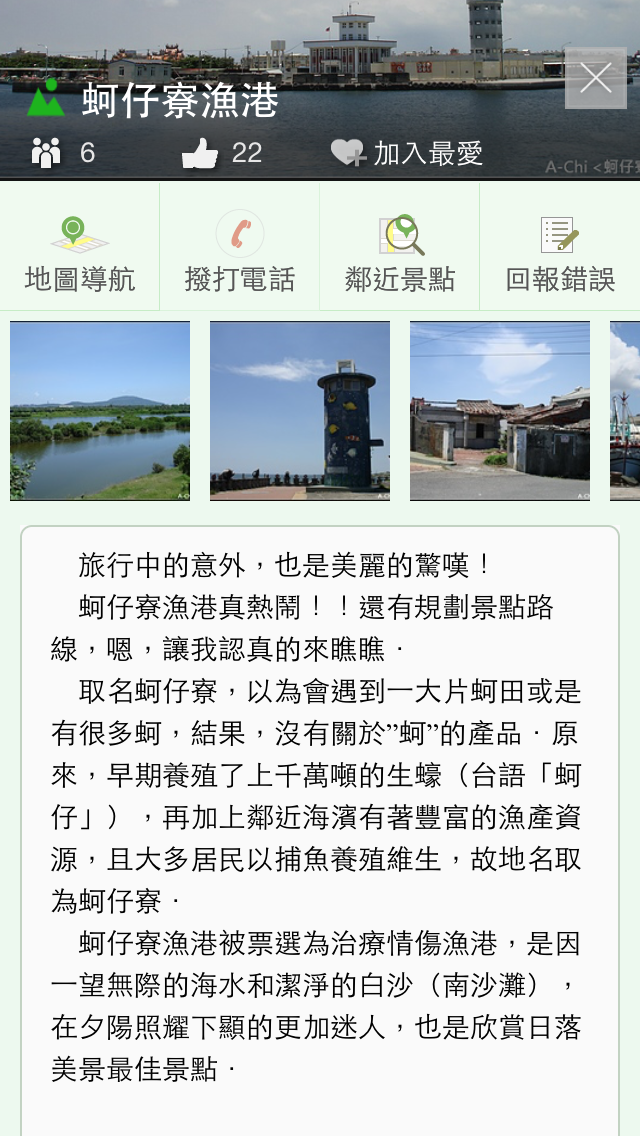 蚵仔寮漁港
6
22
加入最愛
A-Chi <蚵仔寮
地圖導航
撥打電話
鄰近景點
回報錯誤
旅行中的意外，也是美麗的驚嘆！
蚵仔寮漁港真熱鬧！！還有規劃景點路
線，嗯，讓我認真的來瞧瞧．
取名蚵仔寮，以為會遇到一大片蚵田或是
有很多蚵，結果，沒有關於”蚵”的產品．原
來，早期養殖了上千萬噸的生蠔（台語「蚵
仔」），再加上鄰近海濱有著豐富的漁產資
源，且大多居民以捕魚養殖維生，故地名取
為蚵仔寮．
蚵仔寮漁港被票選為治療情傷漁港，是因
一望無際的海水和潔淨的白沙（南沙灘），
在夕陽照耀下顯的更加迷人，也是欣賞日落
美景最佳景點．